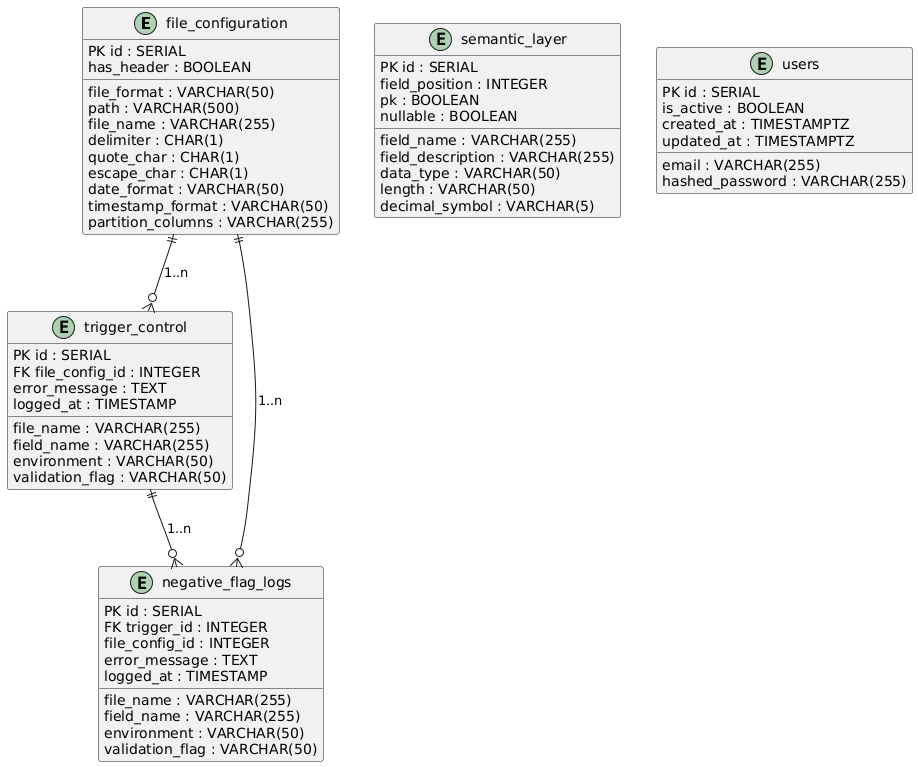 E file_configuration
PK id : SERIAL
has_header : BOOLEAN
file_format : VARCHAR(50)
path : VARCHAR(500)
file_name : VARCHAR(255)
delimiter : CHAR(1)
quote_char : CHAR(1)
escape_char : CHAR(1)
date_format : VARCHAR(50)
timestamp_format : VARCHAR(50)
partition_columns : VARCHAR(255)
E semantic_layer
PK id : SERIAL
field_position : INTEGER
pk : BOOLEAN
nullable : BOOLEAN
field_name : VARCHAR(255)
field_description : VARCHAR(255)
data_type : VARCHAR(50)
length : VARCHAR(50)
decimal_symbol : VARCHAR(5)
E users
PK id : SERIAL
is_active : BOOLEAN
created_at : TIMESTAMPTZ
updated_at : TIMESTAMPTZ
email : VARCHAR(255)
hashed_password : VARCHAR(255)
1..n
E trigger_control
PK id : SERIAL
FK file_config_id : INTEGER
error_message : TEXT
logged_at : TIMESTAMP
file_name : VARCHAR(255)
field_name : VARCHAR(255)
environment : VARCHAR(50)
validation_flag : VARCHAR(50)
1..n
1..n
E negative_flag_logs
PK id : SERIAL
FK trigger_id : INTEGER
file_config_id : INTEGER
error_message : TEXT
logged_at : TIMESTAMP
file_name : VARCHAR(255)
field_name : VARCHAR(255)
environment : VARCHAR(50)
validation_flag : VARCHAR(50)